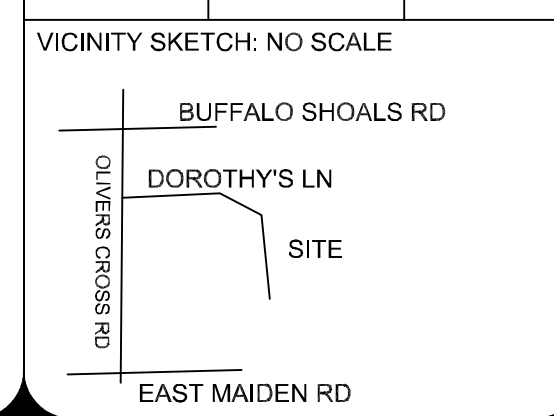 VICINITY SKETCH: NO SCALE
BUFFALO SHOALS RD
DOROTHY'S LN
OLIVERS CROSS RD
SITE
EAST MAIDEN RD